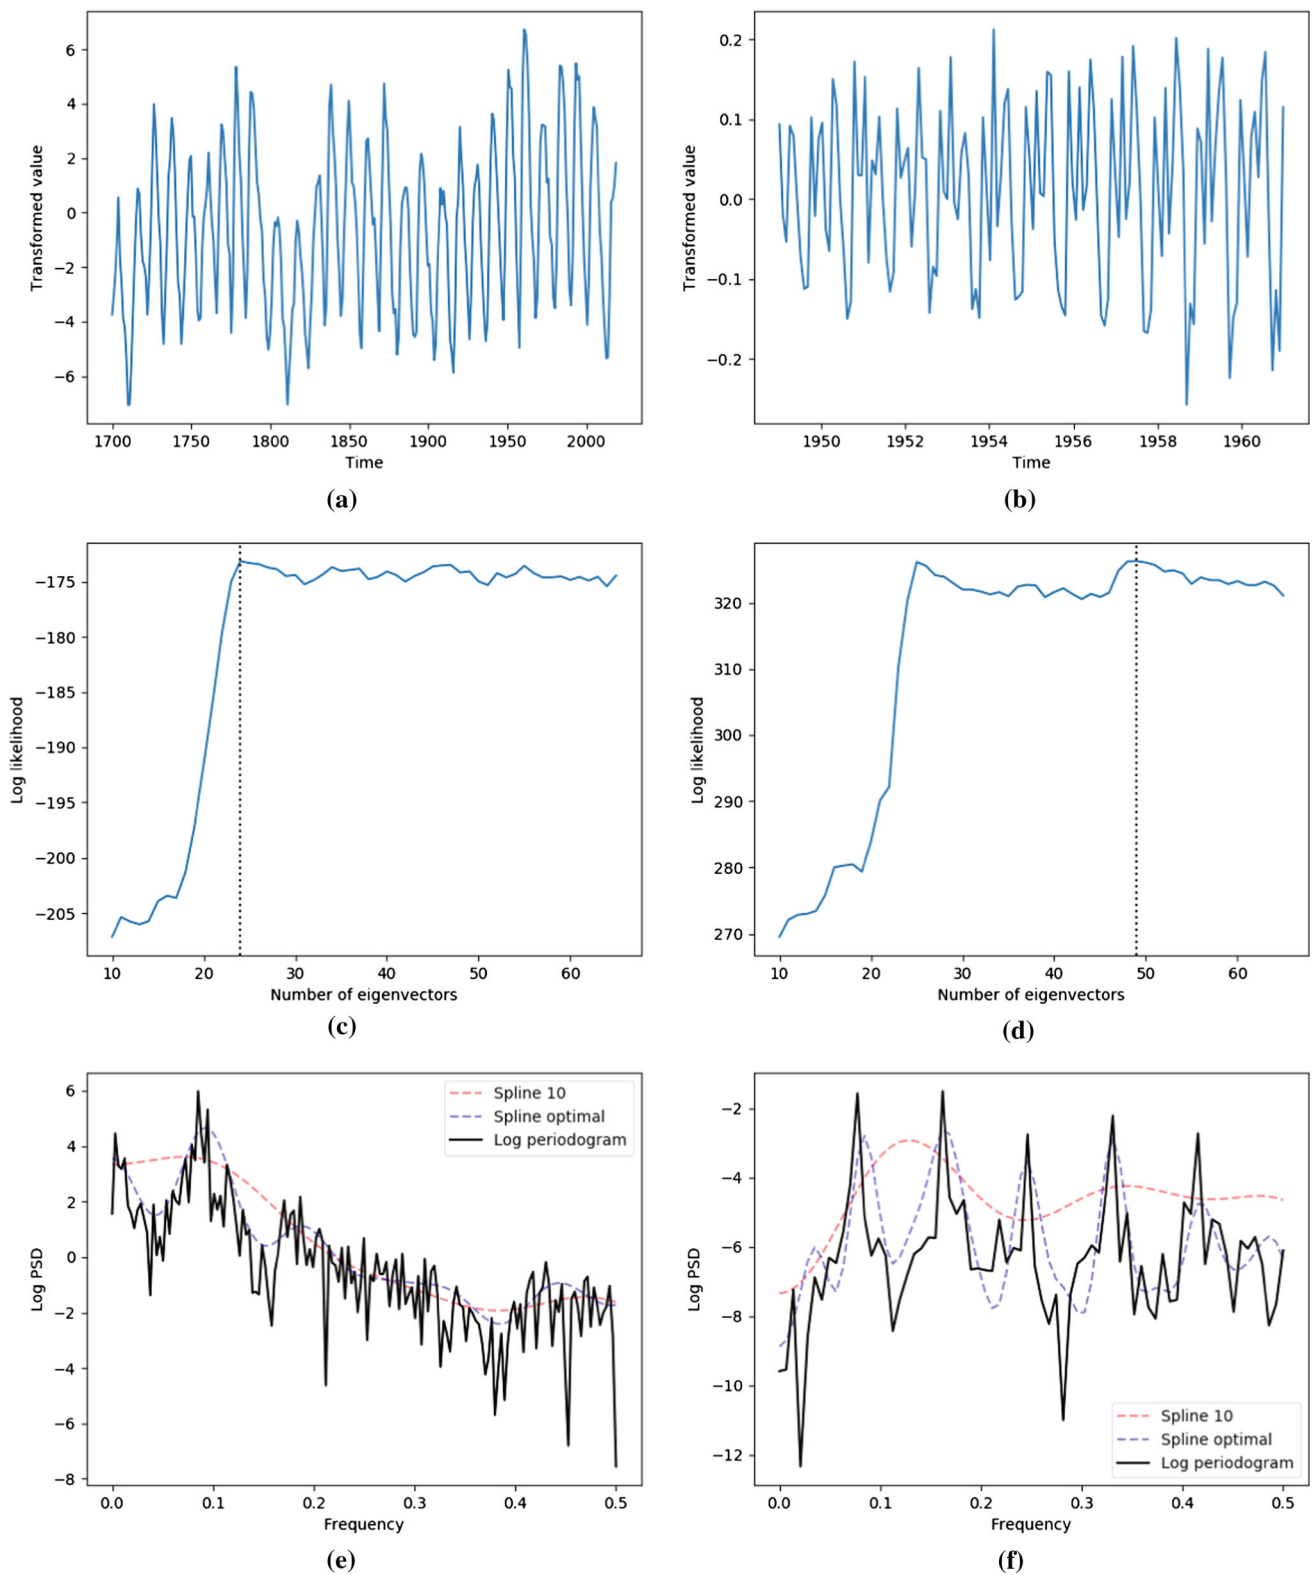 6
4
2
0
−2
−4
−6
Transformed value
1700 1750 1800 1850 1900 1950 2000
Time
(a)
0.2
0.1
0.0
−0.1
−0.2
Transformed value
1950 1952 1954 1956 1958 1960
Time
(b)
−175
−180
−185
−190
−195
−200
−205
Log likelihood
10 20 30 40 50 60
Number of eigenvectors
(c)
320
310
300
290
280
270
Log likelihood
10 20 30 40 50 60
Number of eigenvectors
(d)
6
4
2
0
−2
−4
−6
−8
Log PSD
Spline 10
Spline optimal
Log periodogram
0.0 0.1 0.2 0.3 0.4 0.5
Frequency
(e)
−2
−4
−6
−8
−10
−12
Log PSD
Spline 10
Spline optimal
Log periodogram
0.0 0.1 0.2 0.3 0.4 0.5
Frequency
(f)